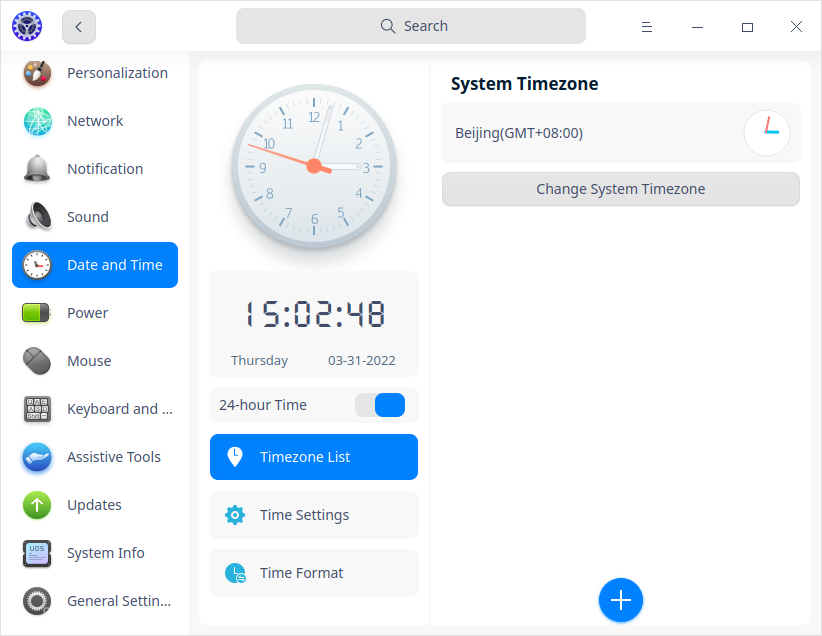 Search
Personalization
Network
Notification
Sound
Date and Time
Power
Mouse
Keyboard and ...
Assistive Tools
Updates
UOS
System Info
General Settin...
12
1
2
3
4
5
6
7
8
9
10
11
15:02:48
Thursday 03-31-2022
24-hour Time
Timezone List
Time Settings
Time Format
System Timezone
Beijing(GMT+08:00)
Change System Timezone